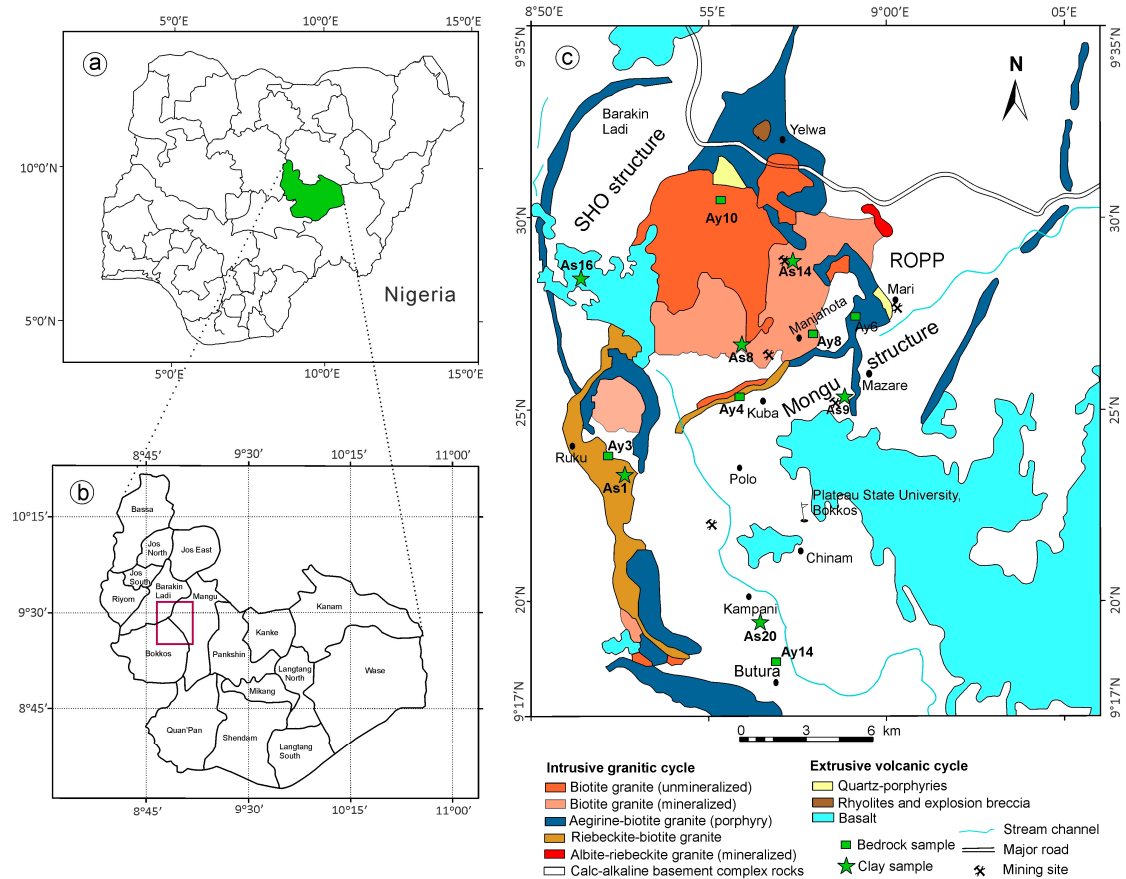 5°0'E
10°0'0"E
15°0'0"E
a
10°0'0"N
5°0'0"N
Nigeria
5°0'E
10°0'0"E
15°0'0"E
b
8°45'
9°30'
10°15'
11°00'
10°15'
9°30'
8°45'
Bassa
Jos
North
Jos East
Jos
South
Barakin
Ladi
Riyom
Mangu
Kanam
Kanke
Bokkos
Pankshin
Langtang
North
Wase
Mikang
Quan'Pan
Shendam
Langtang
South
8°45'
9°30'
10°15'
11°00'
8°50'E
55'E
9°00'E
05'E
9°35'N
9°35'N
c
N
Barakin
Ladi
SHO structure
Yelwa
30'N
30'N
Ay10
As16
As14
ROPP
Mari
Manjahota
Ay6
Ay8
As8
structure
Mazare
Mongu
As9
Ay4
Kuba
25'N
25'N
Ruku
Ay3
As1
Polo
Plateau State University,
Bokkos
Chinam
20'N
20'N
Kampani
As20
Ay14
Butura
9°17'N
9°17'N
0 3 6 km
Intrusive granitic cycle
Biotite granite (unmineralized)
Biotite granite (mineralized)
Aegirine-biotite granite (porphyry)
Riebeckite-biotite granite
Albite-riebeckite granite (mineralized)
Calc-alkaline basement complex rocks
Extrusive volcanic cycle
Quartz-porphyries
Rhyolites and explosion breccia
Basalt
Bedrock sample
Clay sample
Stream channel
Major road
Mining site